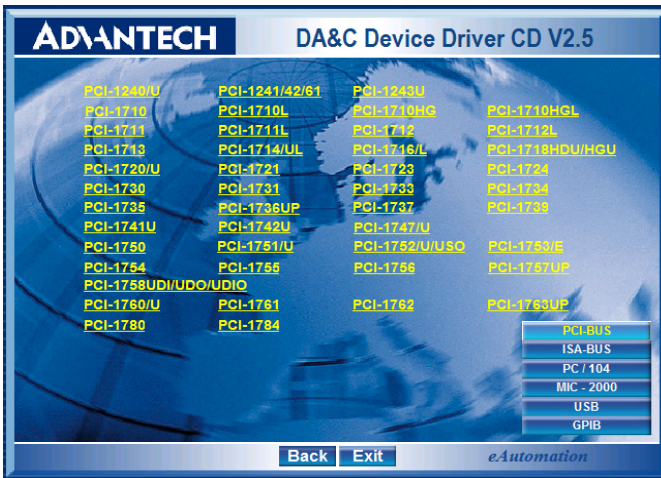 ADVANTECH DA&C Device Driver CD V2.5
PCI-1240/U PCI-1241/42/61 PCI-1243U
PCI-1710 PCI-1710L PCI-1710HG PCI-1710HGL
PCI-1711 PCI-1711L PCI-1712 PCI-1712L
PCI-1713 PCI-1714/UL PCI-1716/L PCI-1718HDU/HGU
PCI-1720/U PCI-1721 PCI-1723 PCI-1724
PCI-1730 PCI-1731 PCI-1733 PCI-1734
PCI-1735 PCI-1736UP PCI-1737 PCI-1739
PCI-1741U PCI-1742U PCI-1747/U
PCI-1750 PCI-1751/U PCI-1752/U/USO PCI-1753/E
PCI-1754 PCI-1755 PCI-1756 PCI-1757UP
PCI-1758UDI/UDO/UDIO
PCI-1760/U PCI-1761 PCI-1762 PCI-1763UP
PCI-1780 PCI-1784
PCI-BUS
ISA-BUS
PC / 104
MIC - 2000
USB
GPIB
Back Exit eAutomation